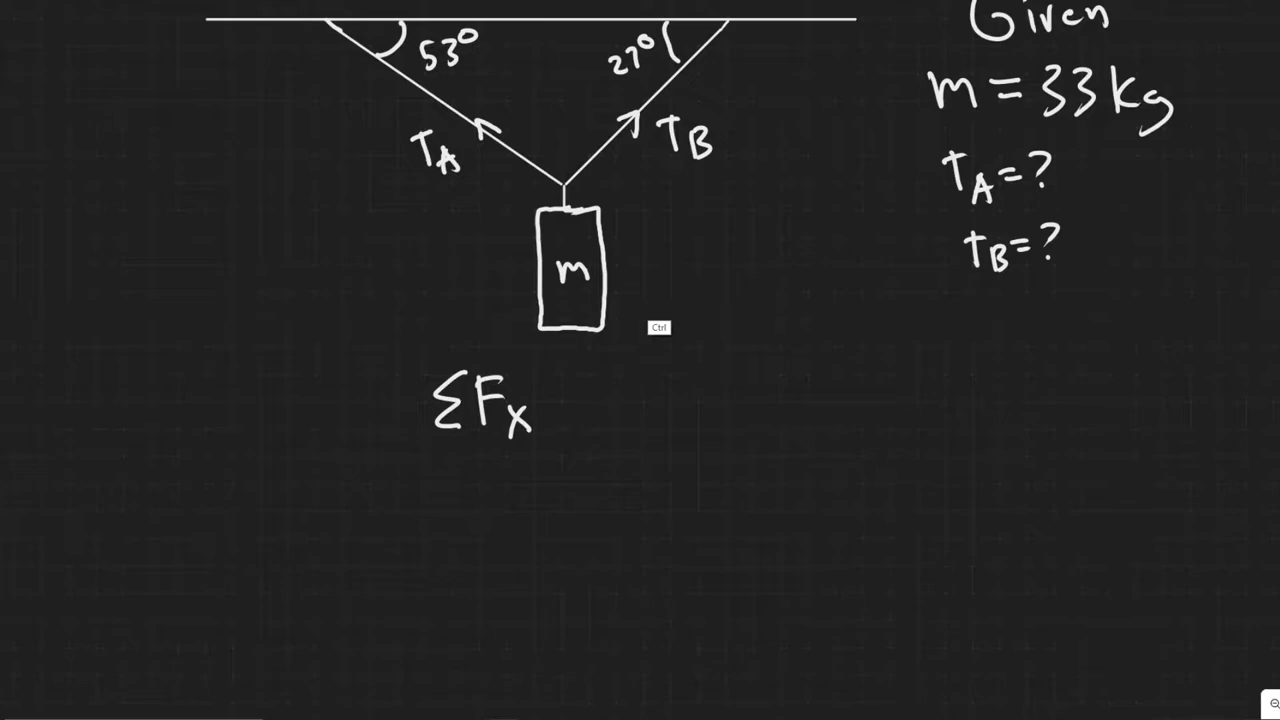 Given
53°
27°
m = 33 kg
TA
TB
TA = ?
TB = ?
m
Ctrl
ΣFx